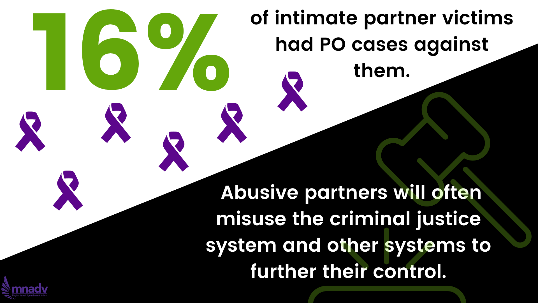 16%
of intimate partner victims
had PO cases against
them.
Abusive partners will often
misuse the criminal justice
system and other systems to
further their control.
mnadv